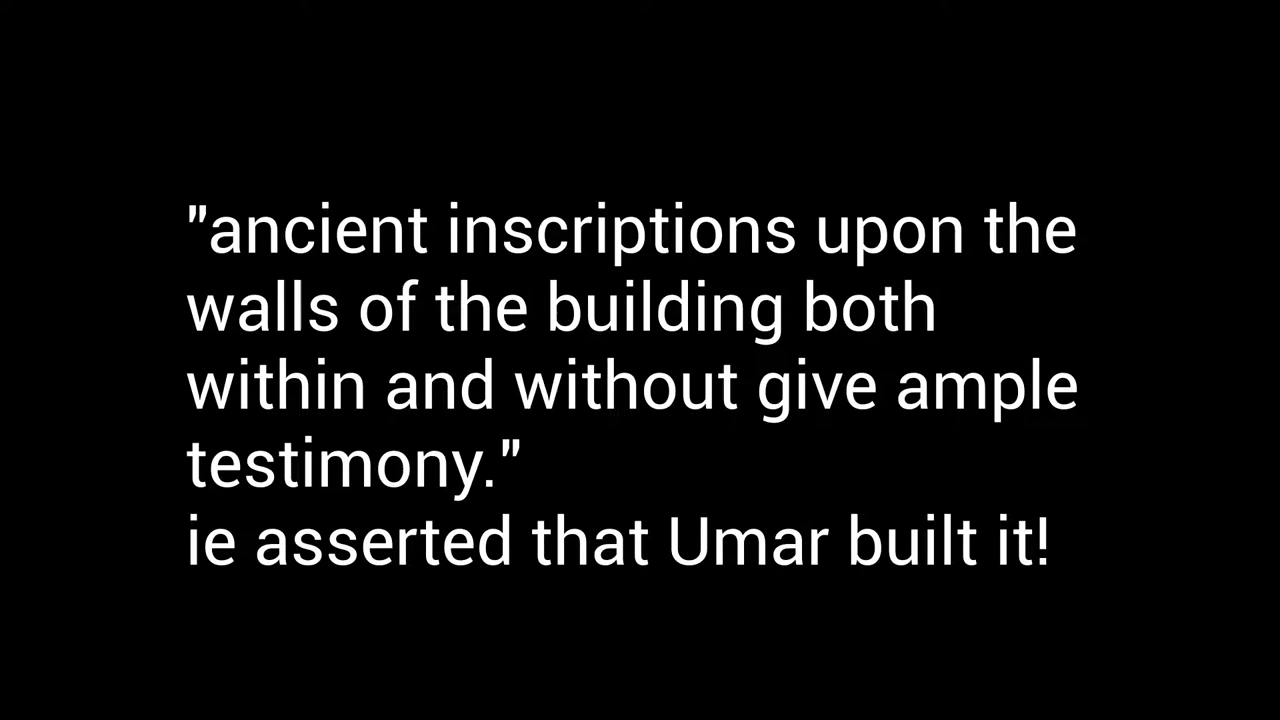 "ancient inscriptions upon the
walls of the building both
within and without give ample
testimony."
ie asserted that Umar built it!